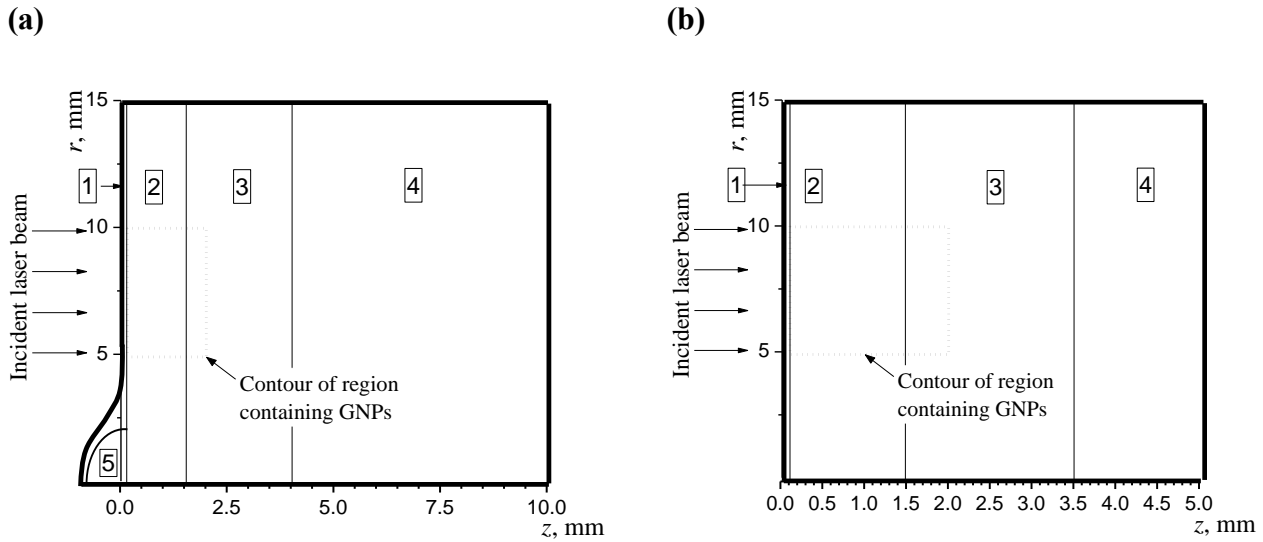 (a)
15
r, mm
1
2
3
4
10
Incident laser beam
5
Contour of region
containing GNPs
5
0.0 2.5 5.0 7.5 10.0
z, mm
(b)
15
r, mm
1
2
3
4
10
Incident laser beam
5
Contour of region
containing GNPs
0.0 0.5 1.0 1.5 2.0 2.5 3.0 3.5 4.0 4.5 5.0
z, mm